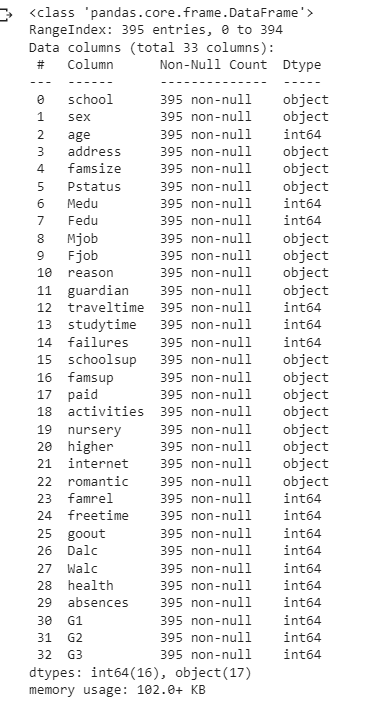 <class 'pandas.core.frame.DataFrame'>
RangeIndex: 395 entries, 0 to 394
Data columns (total 33 columns):
 #   Column      Non-Null Count  Dtype
---  ------      --------------  -----
 0   school      395 non-null    object
 1   sex         395 non-null    object
 2   age         395 non-null    int64
 3   address     395 non-null    object
 4   famsize     395 non-null    object
 5   Pstatus     395 non-null    object
 6   Medu        395 non-null    int64
 7   Fedu        395 non-null    int64
 8   Mjob        395 non-null    object
 9   Fjob        395 non-null    object
 10  reason      395 non-null    object
 11  guardian    395 non-null    object
 12  traveltime  395 non-null    int64
 13  studytime   395 non-null    int64
 14  failures    395 non-null    int64
 15  schoolsup   395 non-null    object
 16  famsup      395 non-null    object
 17  paid        395 non-null    object
 18  activities  395 non-null    object
 19  nursery     395 non-null    object
 20  higher      395 non-null    object
 21  internet    395 non-null    object
 22  romantic    395 non-null    object
 23  famrel      395 non-null    int64
 24  freetime    395 non-null    int64
 25  goout       395 non-null    int64
 26  Dalc        395 non-null    int64
 27  Walc        395 non-null    int64
 28  health      395 non-null    int64
 29  absences    395 non-null    int64
 30  G1          395 non-null    int64
 31  G2          395 non-null    int64
 32  G3          395 non-null    int64
dtypes: int64(16), object(17)
memory usage: 102.0+ KB